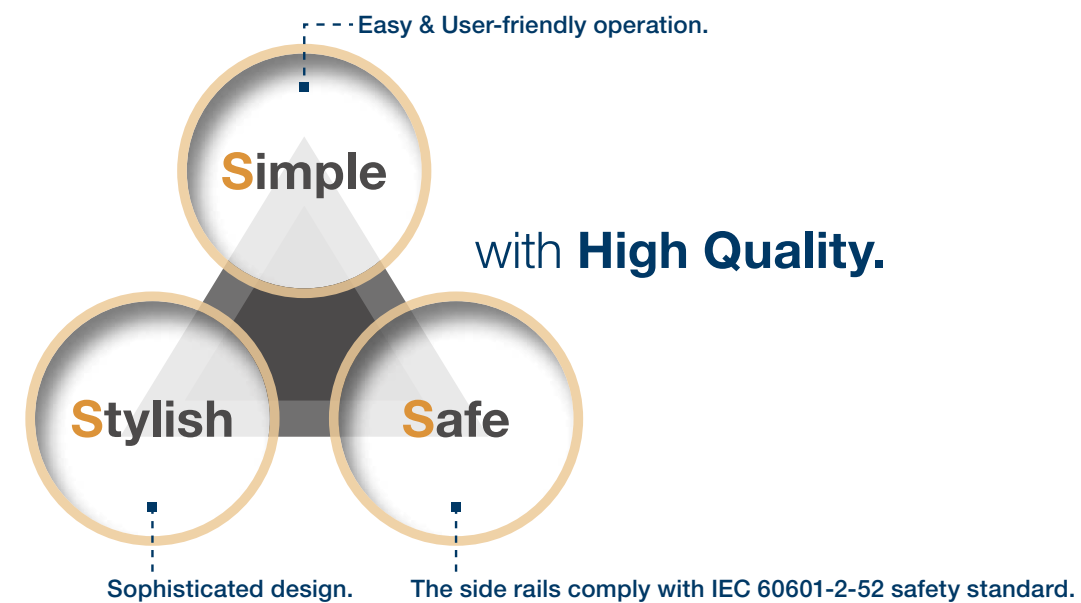 Easy & User-friendly operation.
Simple
with High Quality.
Stylish
Safe
Sophisticated design.
The side rails comply with IEC 60601-2-52 safety standard.